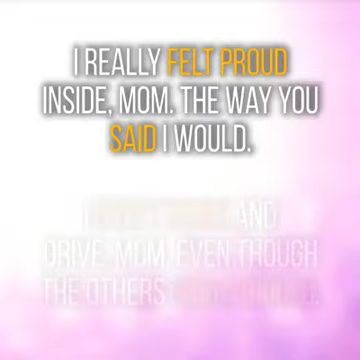 I REALLY FELT PROUD
INSIDE, MOM. THE WAY YOU
SAID I WOULD.
I AND
DRIVE, MOM, EVEN THOUGH
THE OTHERS